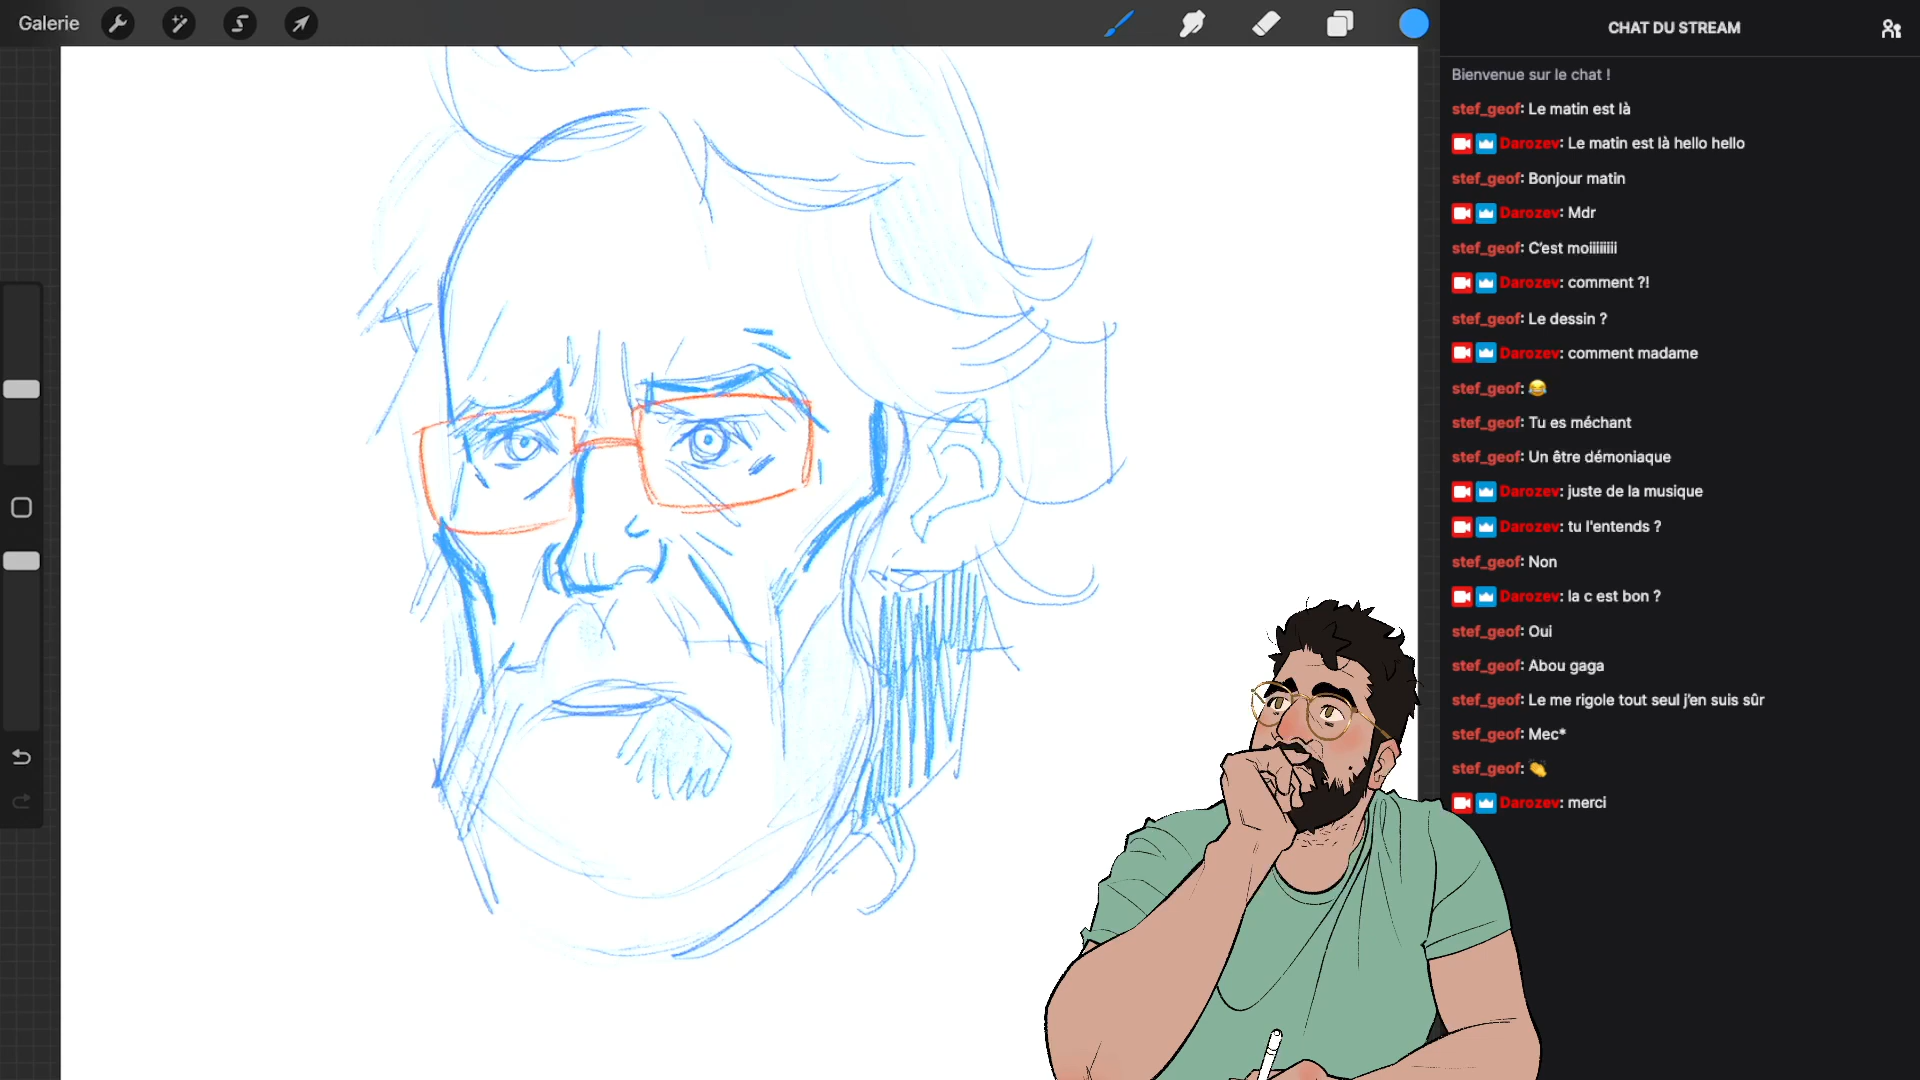 Galerie
CHAT DU STREAM
Bienvenue sur le chat !
stef_geof: Le matin est là
Darozev: Le matin est là hello hello
stef_geof: Bonjour matin
Darozev: Mdr
stef_geof: C'est moiiiiiiiii
Darozev: comment ?!
stef_geof: Le dessin ?
Darozev: comment madame
stef_geof: 😂
stef_geof: Tu es méchant
stef_geof: Un être démoniaque
Darozev: juste de la musique
Darozev: tu l'entends ?
stef_geof: Non
Darozev: la c est bon ?
stef_geof: Oui
stef_geof: Abou gaga
stef_geof: Le me rigole tout seul j'en suis sûr
stef_geof: Mec*
stef_geof: 👏
Darozev: merci